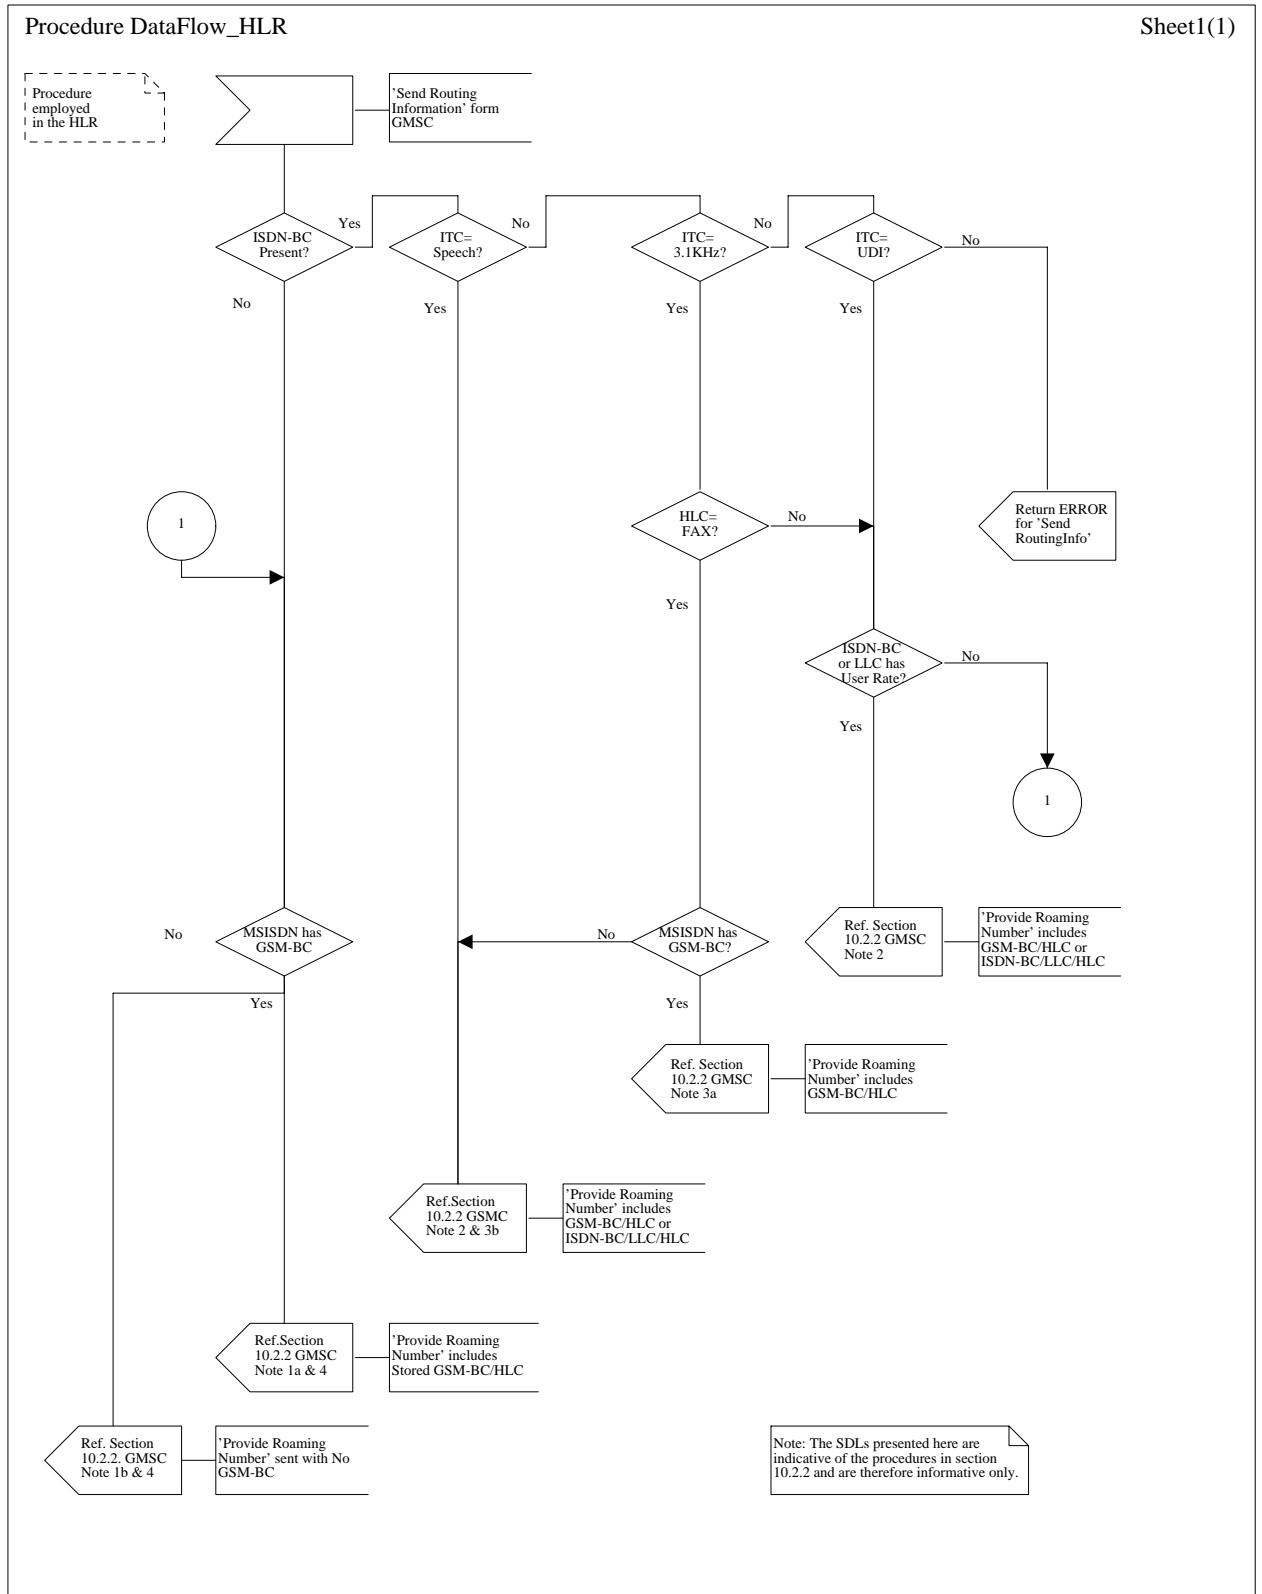 Procedure DataFlow_HLR
Sheet1(1)
Procedure
employed
in the HLR
'Send Routing
Information' form
GMSC
ISDN-BC
Present?
Yes
ITC=
Speech?
No
ITC=
3.1KHz?
No
ITC=
UDI?
No
No
Yes
Yes
Yes
1
HLC=
FAX?
No
Return ERROR
for 'Send
RoutingInfo'
Yes
ISDN-BC
or LLC has
User Rate?
No
Yes
1
No
MSISDN has
GSM-BC
No
MSISDN has
GSM-BC?
Ref. Section
10.2.2 GMSC
Note 2
'Provide Roaming
Number' includes
GSM-BC/HLC or
ISDN-BC/LLC/HLC
Yes
Yes
Ref. Section
10.2.2 GMSC
Note 3a
'Provide Roaming
Number' includes
GSM-BC/HLC
Ref.Section
10.2.2 GSMC
Note 2 & 3b
'Provide Roaming
Number' includes
GSM-BC/HLC or
ISDN-BC/LLC/HLC
Ref.Section
10.2.2 GMSC
Note 1a & 4
'Provide Roaming
Number' includes
Stored GSM-BC/HLC
Ref. Section
10.2.2. GMSC
Note 1b & 4
'Provide Roaming
Number' sent with No
GSM-BC
Note: The SDLs presented here are
indicative of the procedures in section
10.2.2 and are therefore informative only.